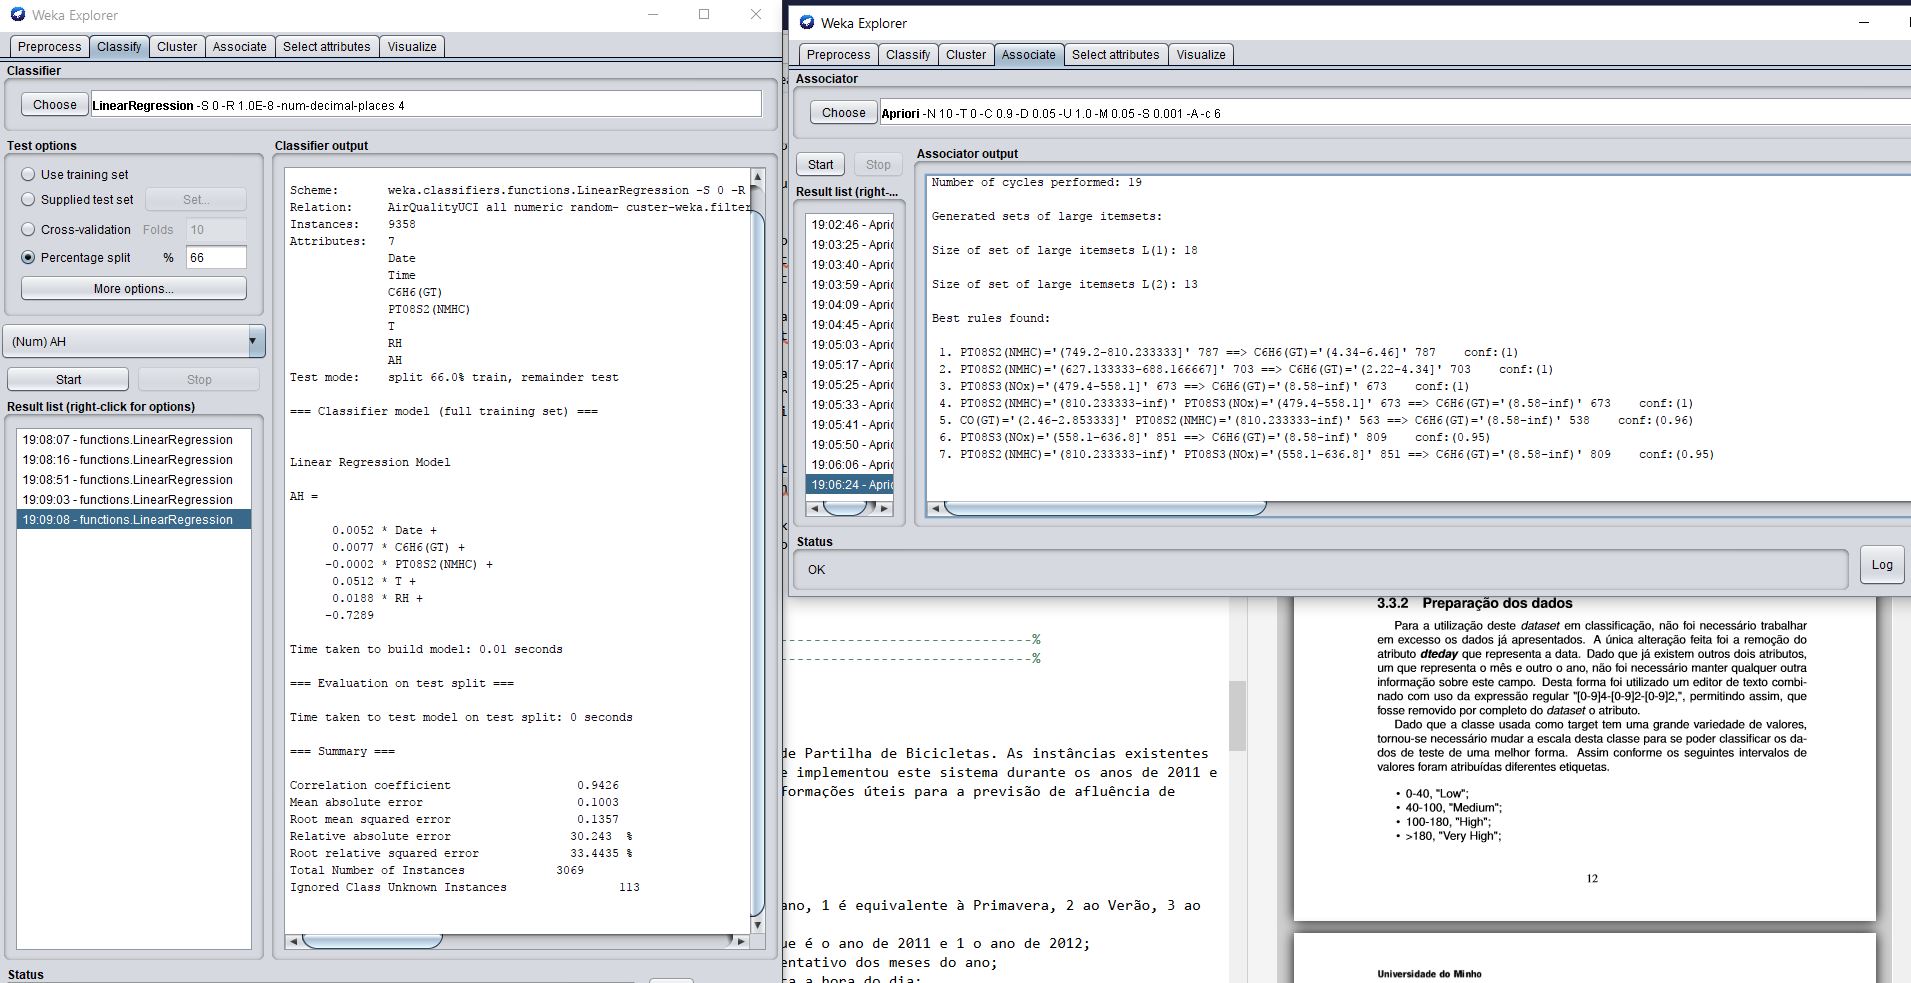 Weka Explorer
Preprocess Classify Cluster Associate Select attributes Visualize
Classifier
Choose LinearRegression -S 0 -R 1.0E-8 -num-decimal-places 4
Test options
Use training set
Supplied test set Set...
Cross-validation Folds 10
Percentage split % 66
More options...
(Num) AH
Start Stop
Result list (right-click for options)
19:08:07 - functions.LinearRegression
19:08:16 - functions.LinearRegression
19:08:51 - functions.LinearRegression
19:09:03 - functions.LinearRegression
19:09:08 - functions.LinearRegression
Classifier output
Scheme: weka.classifiers.functions.LinearRegression -S 0 -R
Relation: AirQualityUCI all numeric random- custer-weka.filter
Instances: 9358
Attributes: 7
Date
Time
C6H6(GT)
PT08S2(NMHC)
T
RH
AH
Test mode: split 66.0% train, remainder test
=== Classifier model (full training set) ===
Linear Regression Model
AH =
0.0052 * Date +
0.0077 * C6H6(GT) +
-0.0002 * PT08S2(NMHC) +
0.0512 * T +
0.0188 * RH +
-0.7289
Time taken to build model: 0.01 seconds
=== Evaluation on test split ===
Time taken to test model on test split: 0 seconds
=== Summary ===
Correlation coefficient 0.9426
Mean absolute error 0.1003
Root mean squared error 0.1357
Relative absolute error 30.243 %
Root relative squared error 33.4435 %
Total Number of Instances 3069
Ignored Class Unknown Instances 113
Status
Weka Explorer
Preprocess Classify Cluster Associate Select attributes Visualize
Associator
Choose Apriori -N 10 -T 0 -C 0.9 -D 0.05 -U 1.0 -M 0.05 -S 0.001 -A -c 6
Start Stop
Result list (right-...
19:02:46 - Apric
19:03:25 - Apric
19:03:40 - Apric
19:03:59 - Apric
19:04:09 - Apric
19:04:45 - Apric
19:05:03 - Apric
19:05:17 - Apric
19:05:25 - Apric
19:05:33 - Apric
19:05:41 - Apric
19:05:50 - Apric
19:06:06 - Apric
19:06:24 - Apric
Associator output
Number of cycles performed: 19
Generated sets of large itemsets:
Size of set of large itemsets L(1): 18
Size of set of large itemsets L(2): 13
Best rules found:
1. PT08S2(NMHC)='(749.2-810.233333]' 787 ==> C6H6(GT)='(4.34-6.46]' 787 conf:(1)
2. PT08S2(NMHC)='(627.133333-688.166667]' 703 ==> C6H6(GT)='(2.22-4.34]' 703 conf:(1)
3. PT08S3(NOx)='(479.4-558.1]' 673 ==> C6H6(GT)='(8.58-inf)' 673 conf:(1)
4. PT08S2(NMHC)='(810.233333-inf)' PT08S3(NOx)='(479.4-558.1]' 673 ==> C6H6(GT)='(8.58-inf)' 673 conf:(1)
5. CO(GT)='(2.46-2.853333]' PT08S2(NMHC)='(810.233333-inf)' 563 ==> C6H6(GT)='(8.58-inf)' 538 conf:(0.96)
6. PT08S3(NOx)='(558.1-636.8]' 851 ==> C6H6(GT)='(8.58-inf)' 809 conf:(0.95)
7. PT08S2(NMHC)='(810.233333-inf)' PT08S3(NOx)='(558.1-636.8]' 851 ==> C6H6(GT)='(8.58-inf)' 809 conf:(0.95)
Status
OK
Log
------------------------------%
------------------------------%
de Partilha de Bicicletas. As instâncias existentes
e implementou este sistema durante os anos de 2011 e
formações úteis para a previsão de afluência de
ano, 1 é equivalente à Primavera, 2 ao Verão, 3 ao
ue é o ano de 2011 e 1 o ano de 2012;
entativo dos meses do ano;
ta a hora do dia;
3.3.2 Preparação dos dados
Para a utilização deste dataset em classificação, não foi necessário trabalhar
em excesso os dados já apresentados. A única alteração feita foi a remoção do
atributo dteday que representa a data. Dado que já existem outros dois atributos,
um que representa o mês e outro o ano, não foi necessário manter qualquer outra
informação sobre este campo. Desta forma foi utilizado um editor de texto combi-
nado com uso da expressão regular "[0-9]4-[0-9]2-[0-9]2,", permitindo assim, que
fosse removido por completo do dataset o atributo.
Dado que a classe usada como target tem uma grande variedade de valores,
tornou-se necessário mudar a escala desta classe para se poder classificar os da-
dos de teste de uma melhor forma. Assim conforme os seguintes intervalos de
valores foram atribuídas diferentes etiquetas.
• 0-40, "Low";
• 40-100, "Medium";
• 100-180, "High";
• >180, "Very High";
12
Universidade do Minho